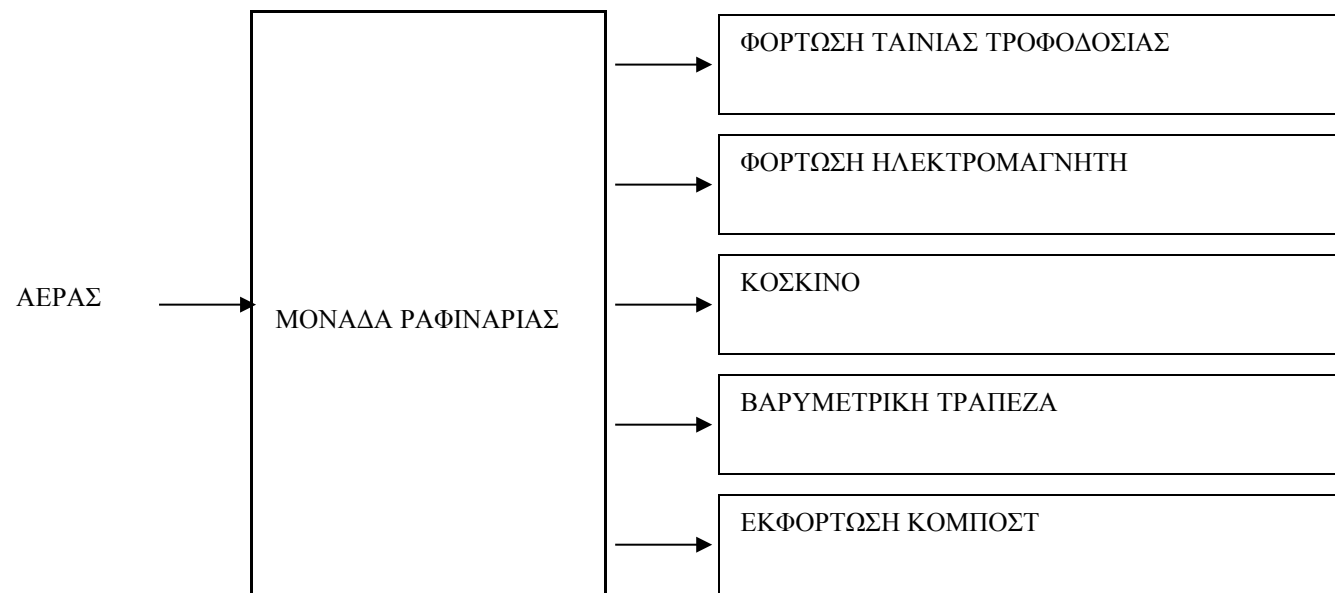 ΑΕΡΑΣ
ΜΟΝΑΔΑ ΡΑΦΙΝΑΡΙΑΣ
ΦΟΡΤΩΣΗ ΤΑΙΝΙΑΣ ΤΡΟΦΟΔΟΣΙΑΣ
ΦΟΡΤΩΣΗ ΗΛΕΚΤΡΟΜΑΓΝΗΤΗ
ΚΟΣΚΙΝΟ
ΒΑΡΥΜΕΤΡΙΚΗ ΤΡΑΠΕΖΑ
ΕΚΦΟΡΤΩΣΗ ΚΟΜΠΟΣΤ